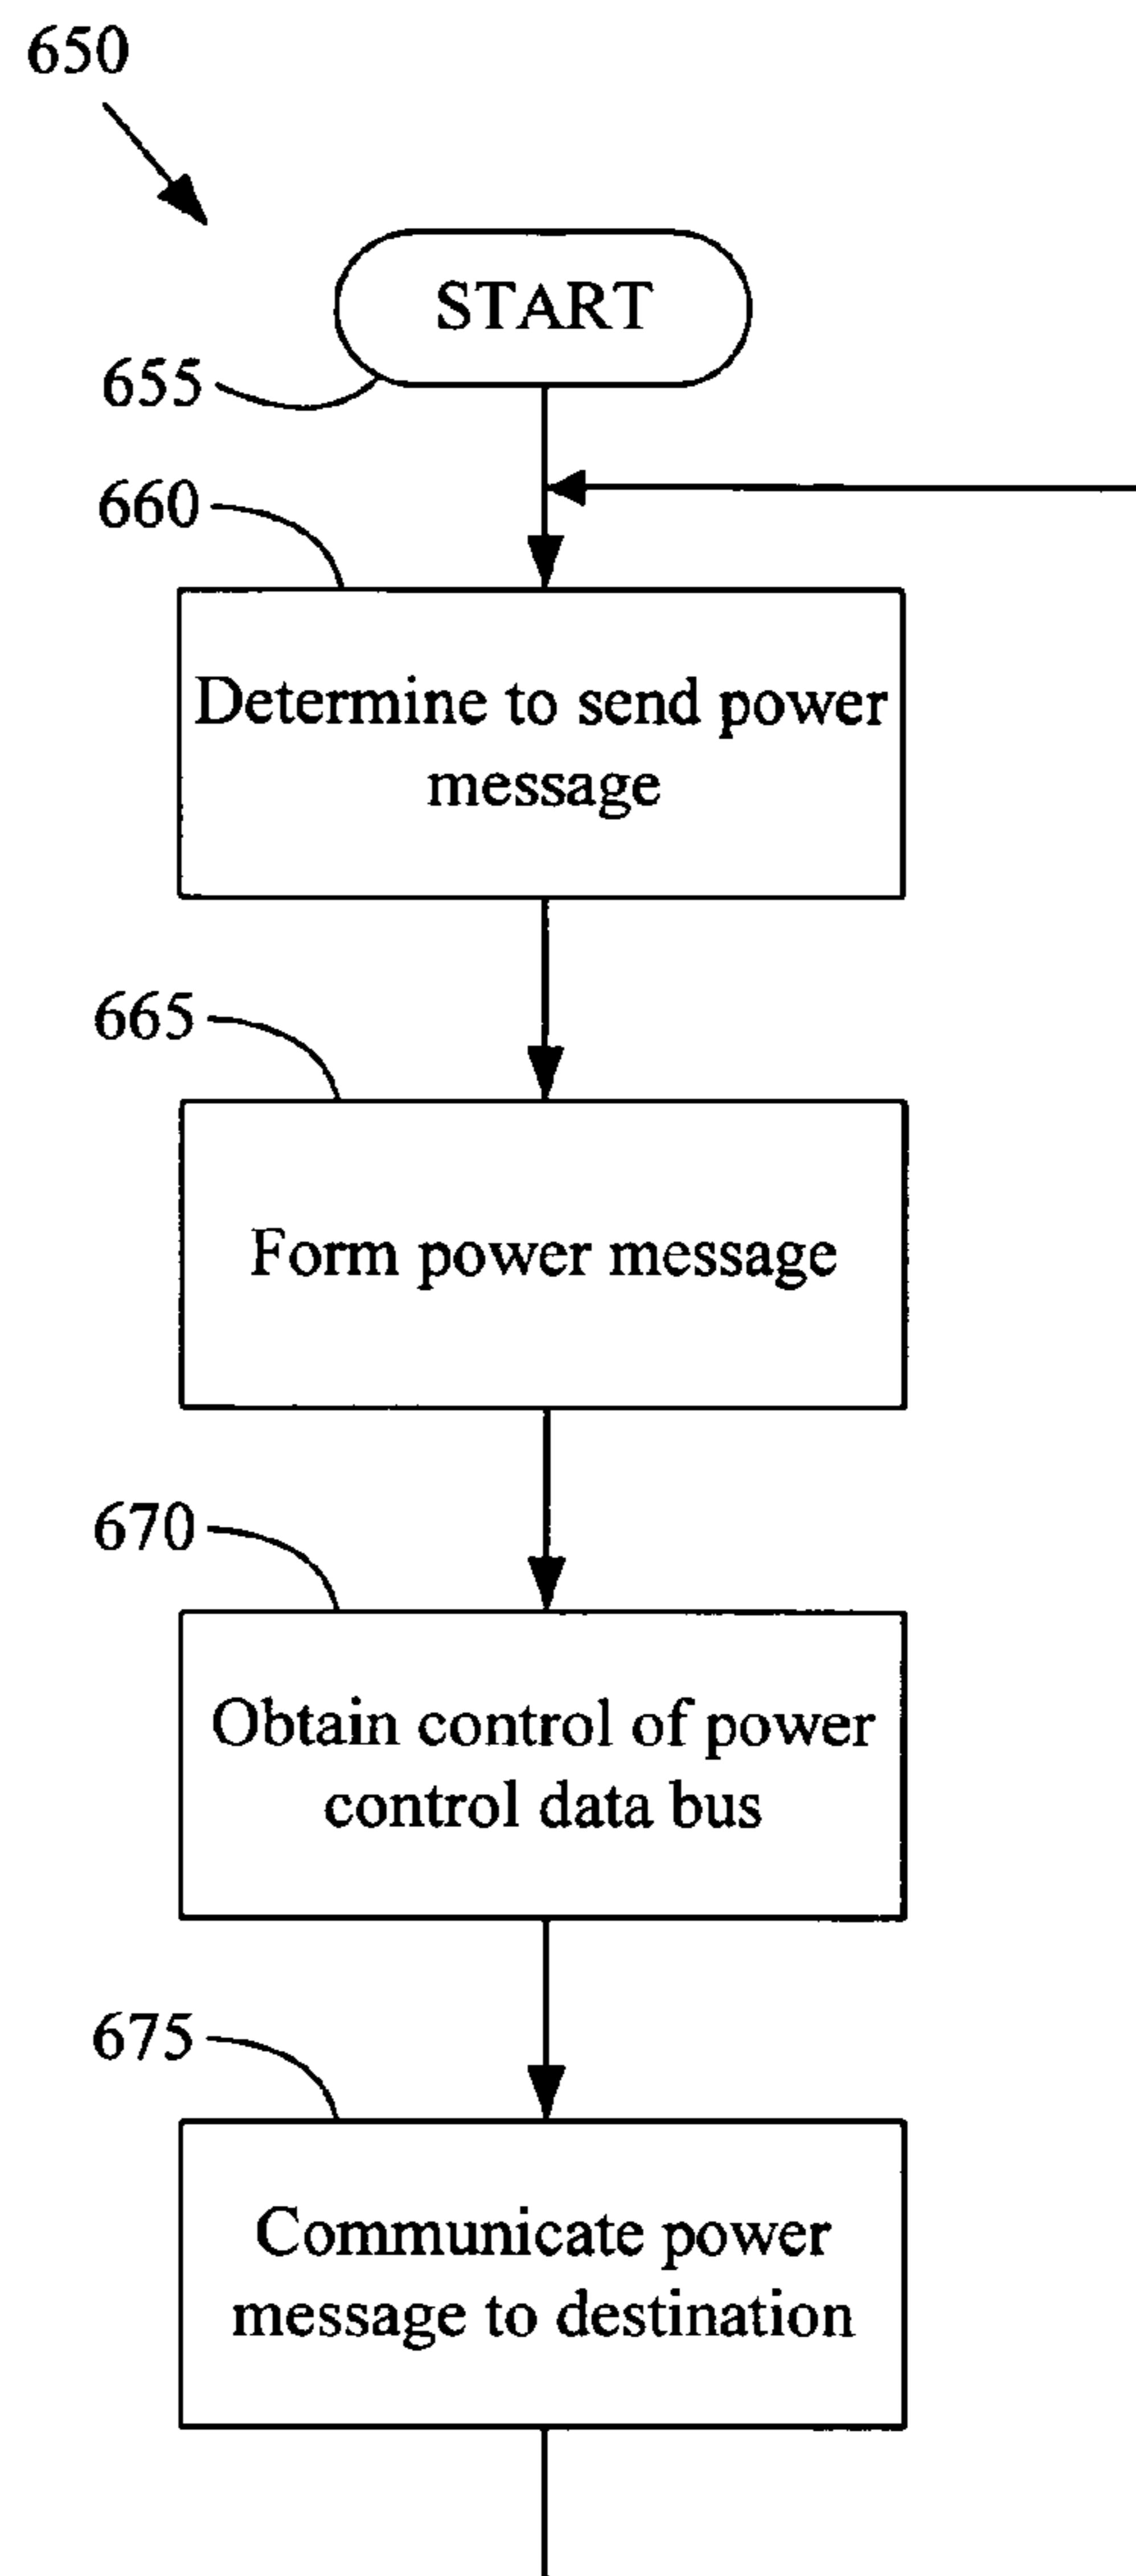 650
START
655
660
Determine to send power
message
665
Form power message
670
Obtain control of power
control data bus
675
Communicate power
message to destination